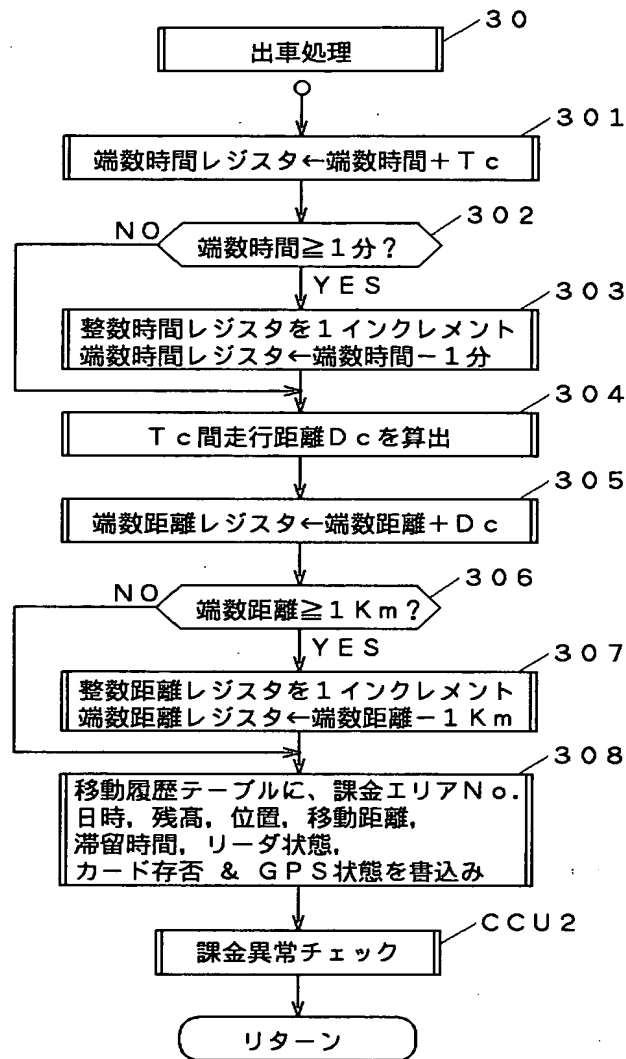 30
出車処理
301
端数時間レジスタ←端数時間+Tc
302
NO
端数時間≧1分?
YES
303
整数時間レジスタを1インクレメント
端数時間レジスタ←端数時間-1分
304
Tc間走行距離Dcを算出
305
端数距離レジスタ←端数距離+Dc
306
NO
端数距離≧1Km?
YES
307
整数距離レジスタを1インクレメント
端数距離レジスタ←端数距離-1Km
308
移動履歴テーブルに、課金エリアNo.
日時,残高,位置,移動距離,
滞留時間,リーダ状態,
カード存否 & GPS状態を書込み
CCU2
課金異常チェック
リターン